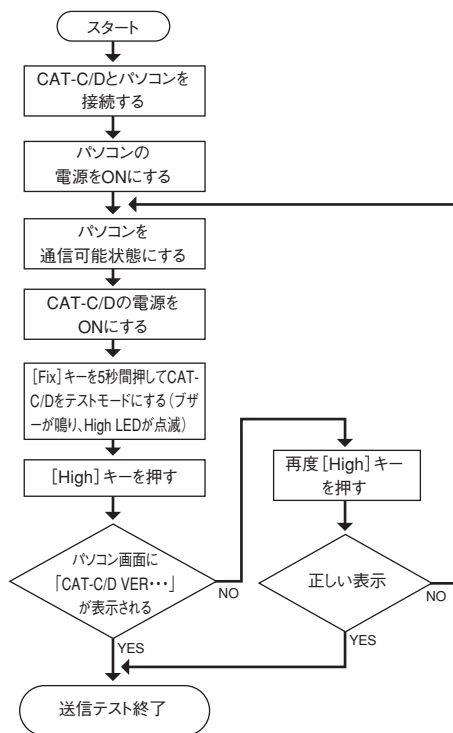 スタート
CAT-C/Dとパソコンを
接続する
パソコンの
電源をONにする
パソコンを
通信可能状態にする
CAT-C/Dの電源を
ONにする
［Fix］キーを5秒間押してCAT-
C/Dをテストモードにする（ブザ
ーが鳴り、High LEDが点滅）
［High］キーを押す
パソコン画面に
「CAT-C/D VER･･･」
が表示される
NO
YES
再度［High］キー
を押す
正しい表示
NO
YES
送信テスト終了